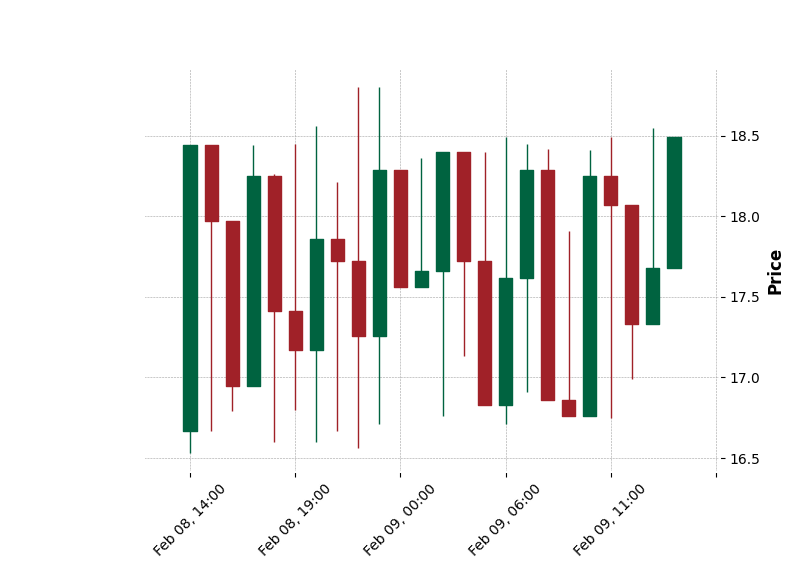 18.5
18.0
17.5
17.0
16.5
Price
Feb 08, 14:00
Feb 08, 19:00
Feb 09, 00:00
Feb 09, 06:00
Feb 09, 11:00